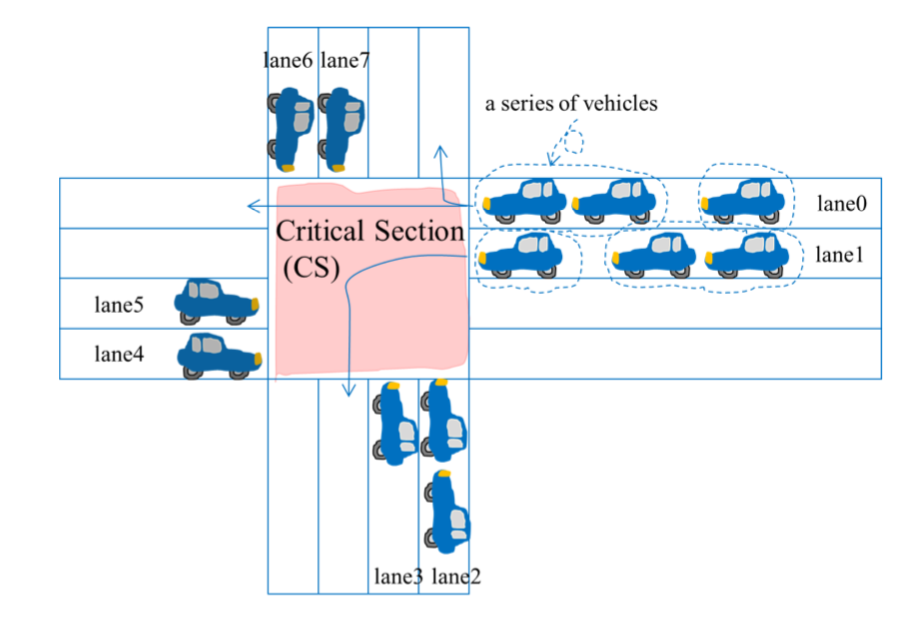 lane6 lane7
a series of vehicles
lane0
Critical Section
(CS)
lane1
lane5
lane4
lane3 lane2